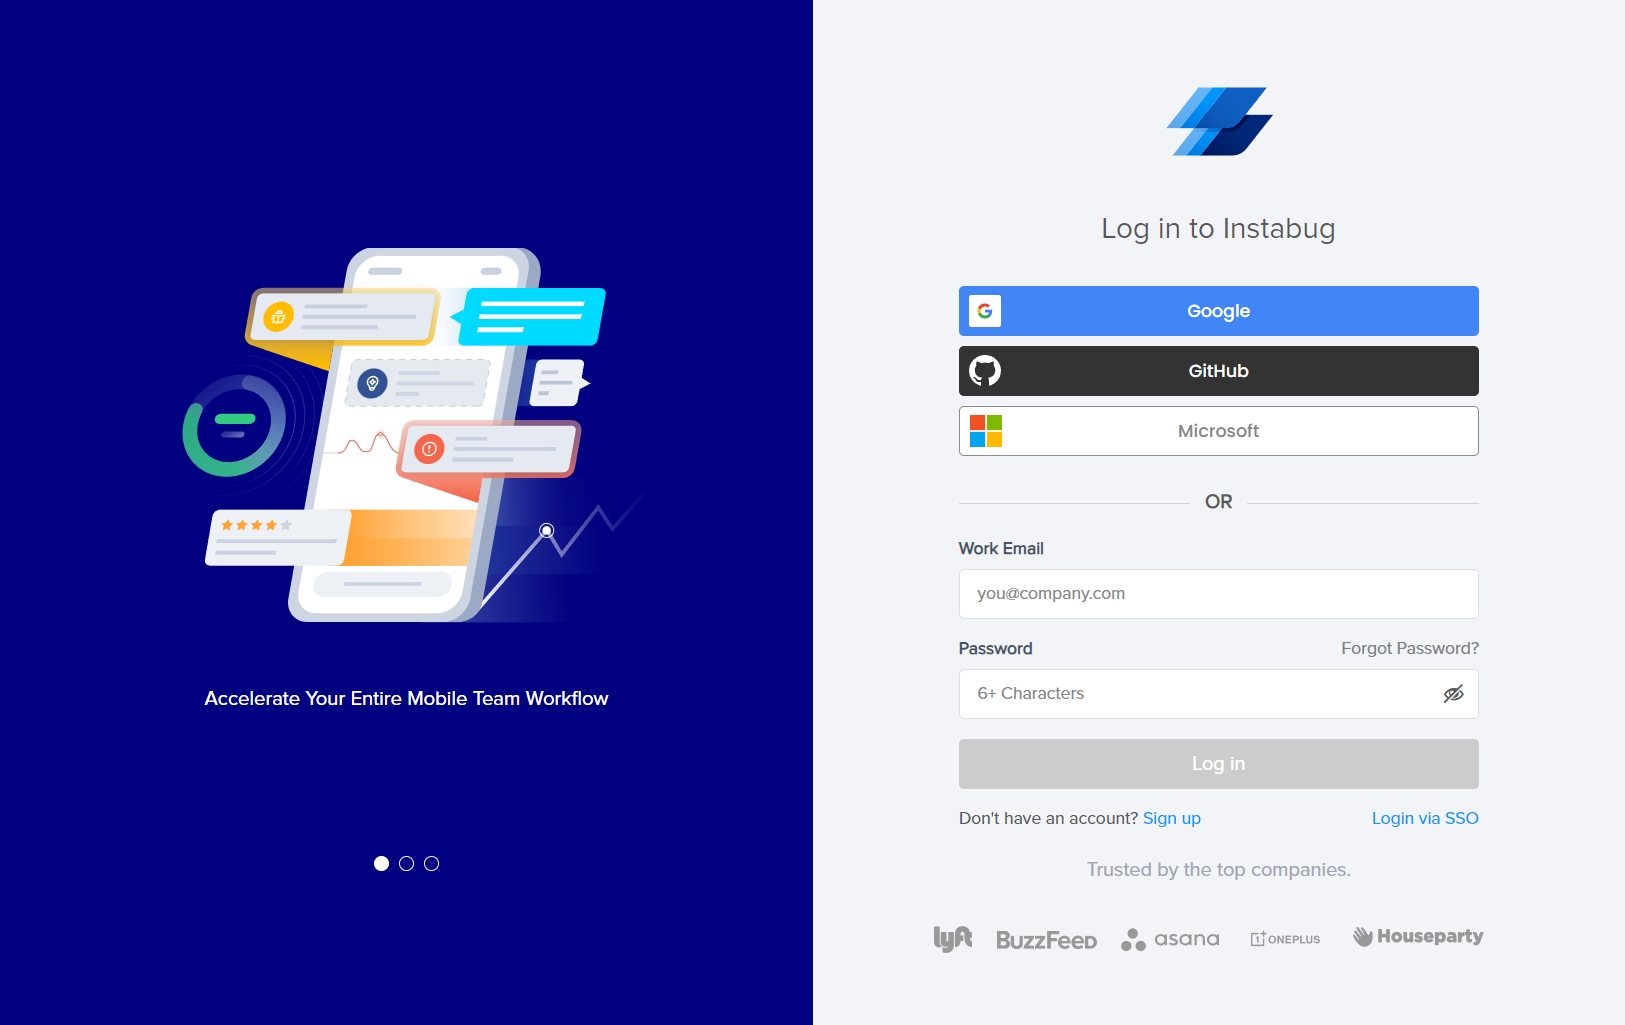 Accelerate Your Entire Mobile Team Workflow
Log in to Instabug
Google
GitHub
Microsoft
OR
Work Email
you@company.com
Password
Forgot Password?
6+ Characters
Log in
Don't have an account? Sign up
Login via SSO
Trusted by the top companies.
lyft
BuzzFeed
asana
1+ ONEPLUS
Houseparty